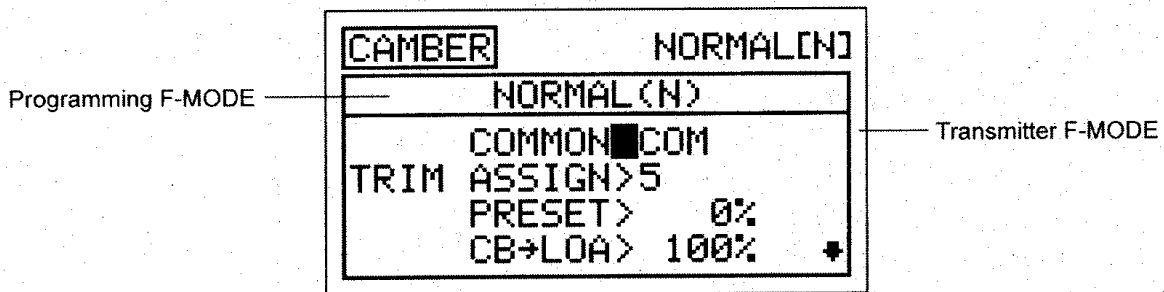 CAMBER NORMAL[N]
Programming F-MODE NORMAL(N)
COMMON■COM Transmitter F-MODE
TRIM ASSIGN>5
PRESET> 0%
CB→LOA> 100%